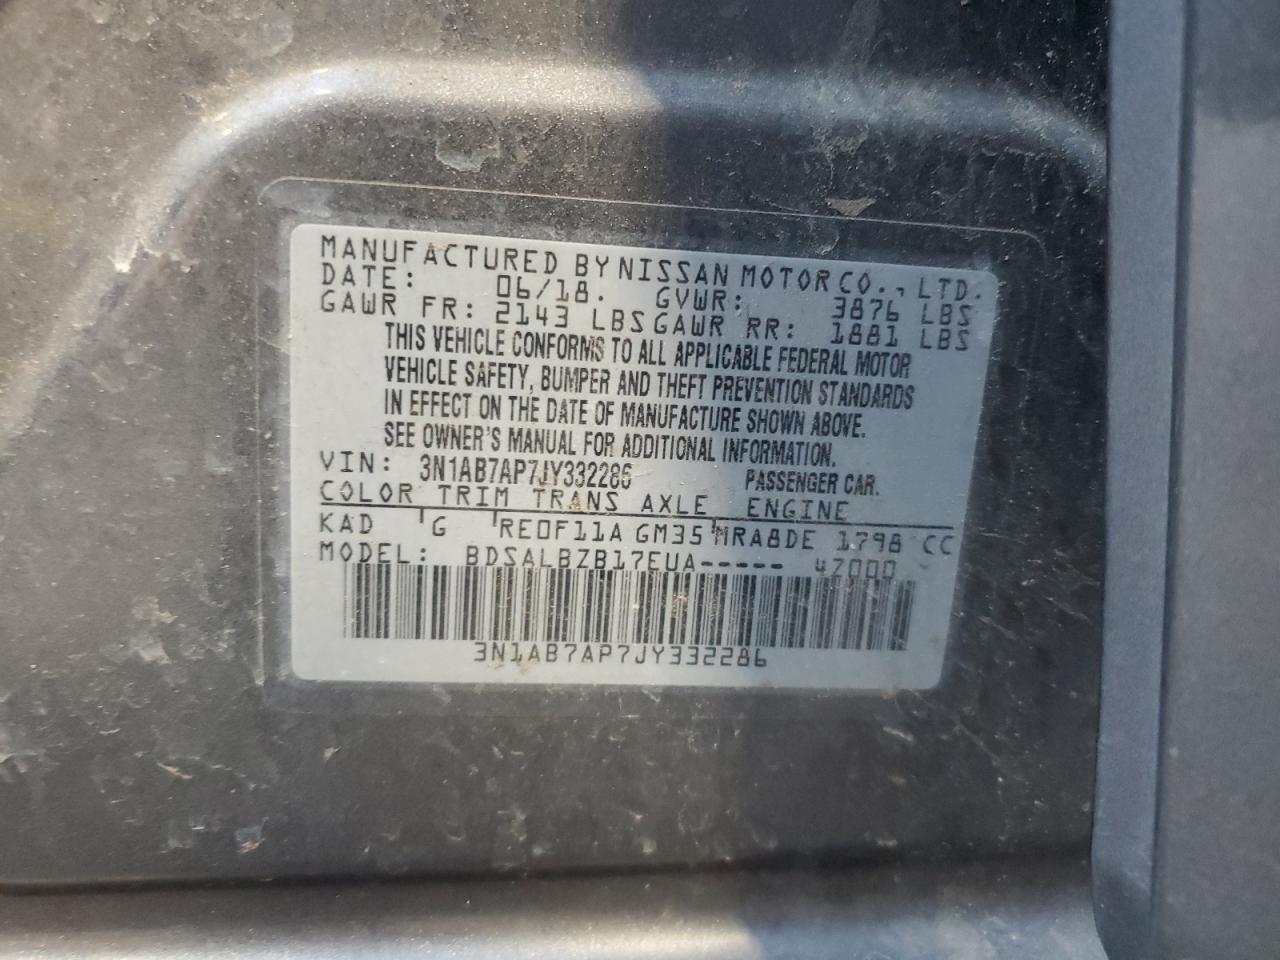 MANUFACTURED BY NISSAN MOTOR CO., LTD.
DATE: 06/18. GVWR: 3876 LBS
GAWR FR: 2143 LBS GAWR RR: 1881 LBS
THIS VEHICLE CONFORMS TO ALL APPLICABLE FEDERAL MOTOR
VEHICLE SAFETY, BUMPER AND THEFT PREVENTION STANDARDS
IN EFFECT ON THE DATE OF MANUFACTURE SHOWN ABOVE.
SEE OWNER'S MANUAL FOR ADDITIONAL INFORMATION.
VIN: 3N1AB7AP7JY332286 PASSENGER CAR.
COLOR TRIM TRANS AXLE ENGINE
KAD G RE0F11A GM35 MRA8DE 1798 CC
MODEL: BDSALBZB17EUA----- 4Z000
3N1AB7AP7JY332286